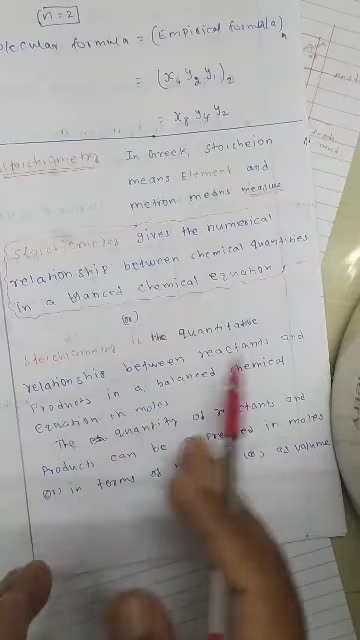 n = 2
lecular formula = (Empirical formula)n
= (x4 y2 y1)2
= x8 y4 y2
Stoichiometry In Greek, stoicheion
means Element and
metron means measure
Stoichiometry gives the numerical
relationship between chemical quantities
in a blanced chemical equation,
(or)
Stoichiometry is the quantitative
relationship between reactants and
Products in a balanced chemical
Equation in moles
The quantity of reactants and
Products can be in moles
(or) in terms of (or) as volume